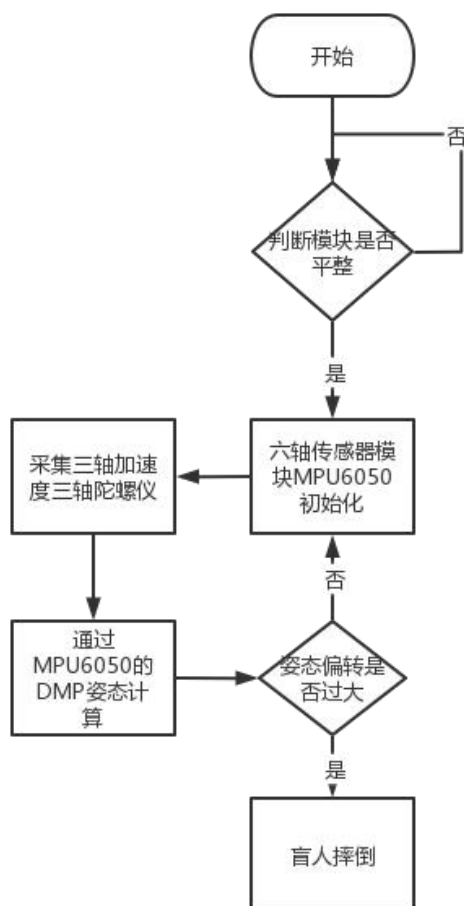 开始
否
判断模块是否
平整
是
六轴传感器模
块MPU6050
初始化
采集三轴加速
度三轴陀螺仪
通过
MPU6050的
DMP姿态计
算
否
姿态偏转是
否过大
是
盲人摔倒